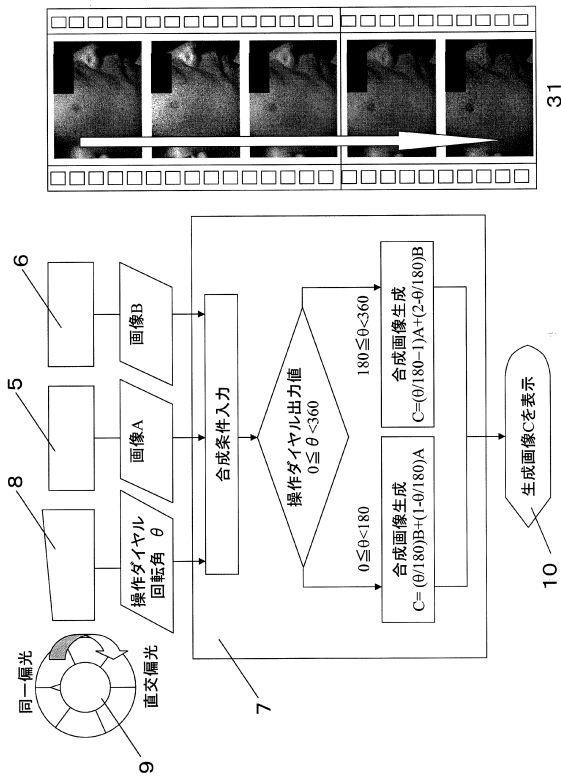 同一偏光
直交偏光
9
8
5
6
操作ダイヤル
回転角 θ
画像A
画像B
合成条件入力
操作ダイヤル出力値
0≦θ<360
0≦θ<180
180≦θ<360
合成画像生成
C=(θ/180)B+(1-θ/180)A
合成画像生成
C=(θ/180−1)A+(2-θ/180)B
7
生成画像Cを表示
10
31